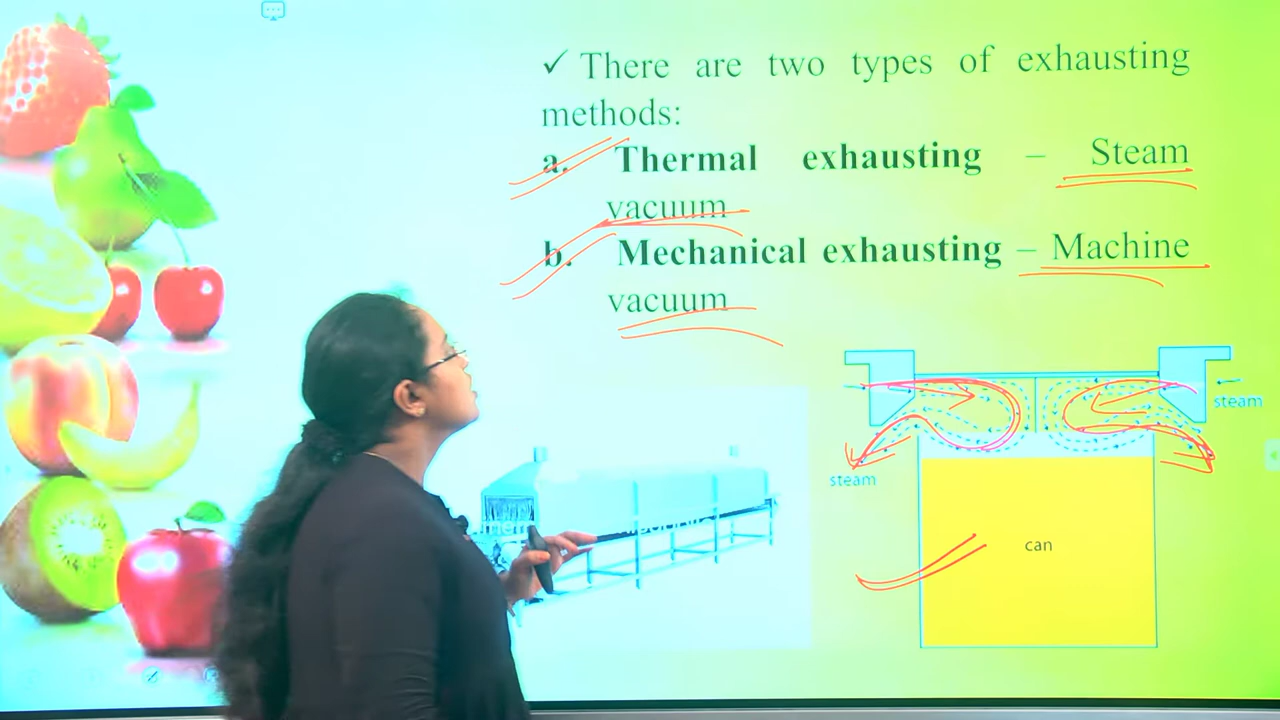 ✓ There are two types of exhausting
methods:
a. Thermal exhausting – Steam
vacuum
b. Mechanical exhausting – Machine
vacuum
steam
steam
can